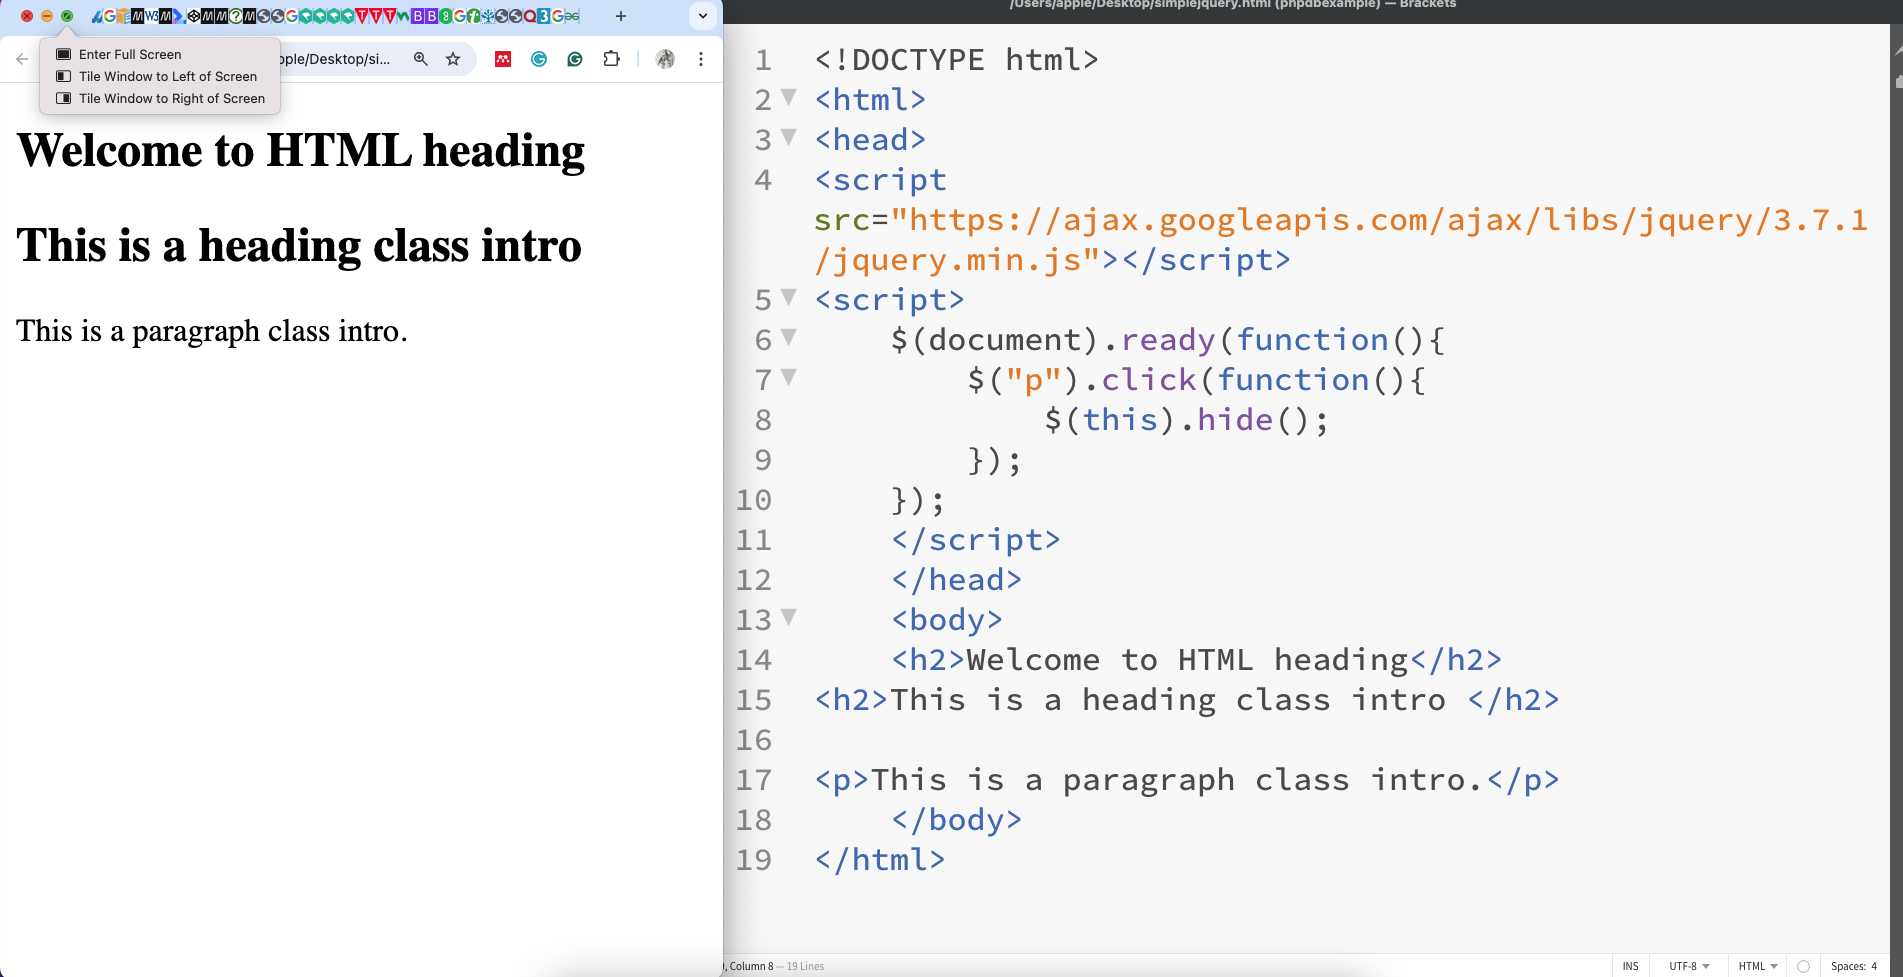 /Users/apple/Desktop/simplejquery.html (phpdbexample) — Brackets
Enter Full Screen
Tile Window to Left of Screen
Tile Window to Right of Screen
ople/Desktop/si...
Welcome to HTML heading
This is a heading class intro
This is a paragraph class intro.
1 <!DOCTYPE html>
2 <html>
3 <head>
4 <script
src="https://ajax.googleapis.com/ajax/libs/jquery/3.7.1
/jquery.min.js"></script>
5 <script>
6 $(document).ready(function(){
7 $("p").click(function(){
8 $(this).hide();
9 });
10 });
11 </script>
12 </head>
13 <body>
14 <h2>Welcome to HTML heading</h2>
15 <h2>This is a heading class intro </h2>
16
17 <p>This is a paragraph class intro.</p>
18 </body>
19 </html>
, Column 8 — 19 Lines
INS UTF-8 HTML Spaces: 4